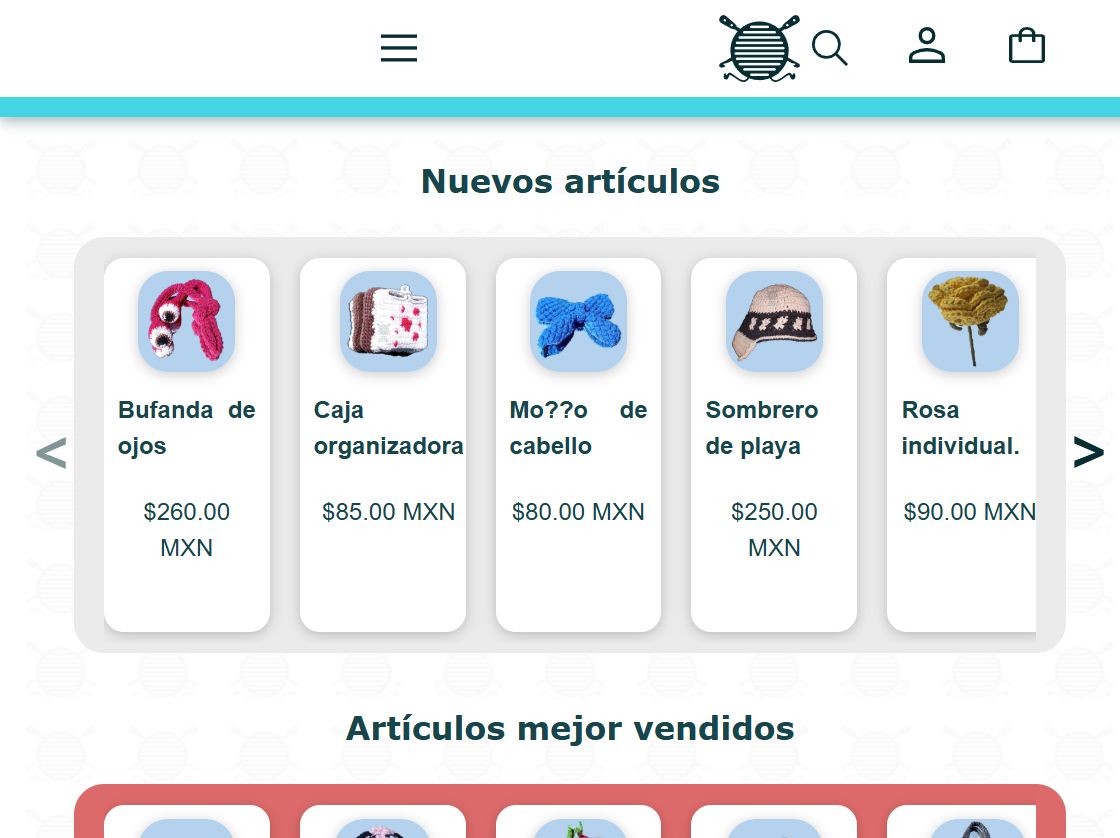 Nuevos artículos
Bufanda de
ojos
$260.00
MXN
Caja
organizadora
$85.00 MXN
Mo??o de
cabello
$80.00 MXN
Sombrero
de playa
$250.00
MXN
Rosa
individual.
$90.00 MXN
<
>
Artículos mejor vendidos